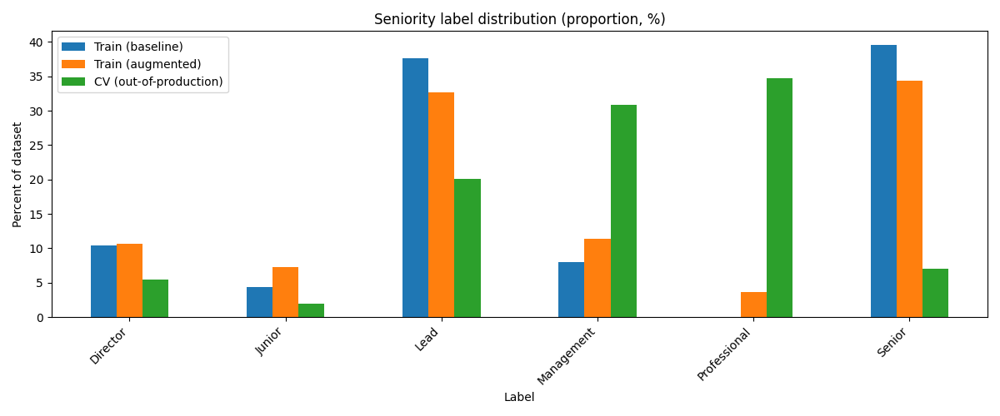 Seniority label distribution (proportion, %)
Train (baseline)
Train (augmented)
CV (out-of-production)
Percent of dataset
40
35
30
25
20
15
10
5
0
Director
Junior
Lead
Management
Professional
Senior
Label